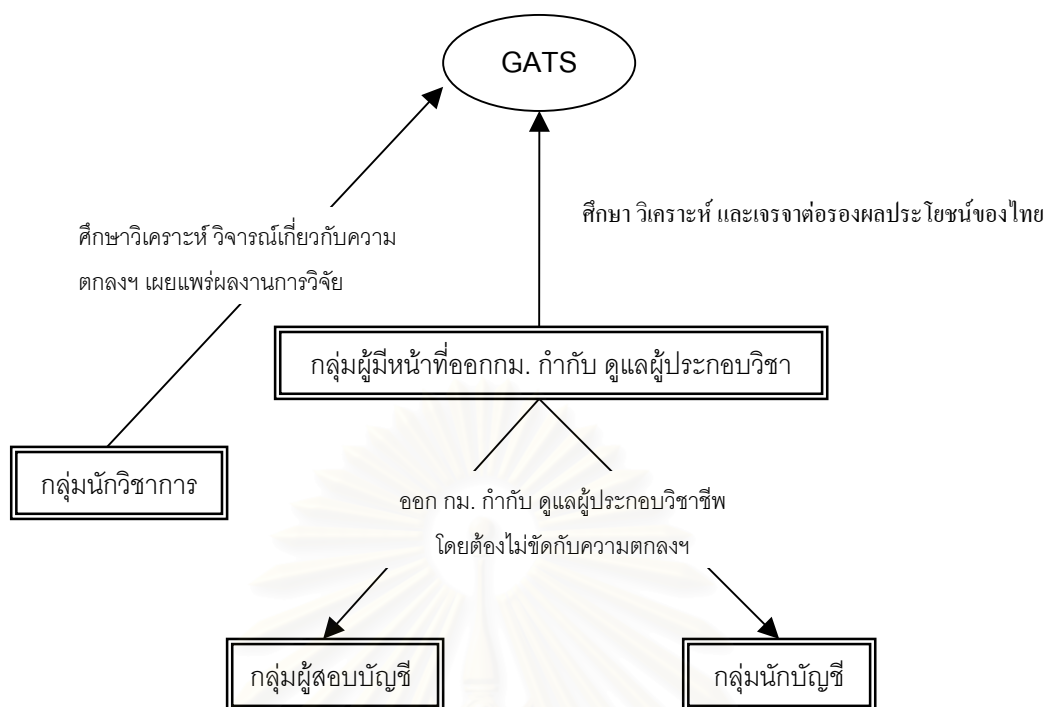 GATS
ศึกษา วิเคราะห์ และเจรจาต่อรองผลประโยชน์ของไทย
ศึกษาวิเคราะห์ วิจารณ์เกี่ยวกับความ
ตกลงฯ เผยแพร่ผลงานการวิจัย
กลุ่มผู้มีหน้าที่ออกกม. กำกับ ดูแลผู้ประกอบวิชา
กลุ่มนักวิชาการ
ออก กม. กำกับ ดูแลผู้ประกอบวิชาชีพ
โดยต้องไม่ขัดกับความตกลงฯ
กลุ่มผู้สอบบัญชี
กลุ่มนักบัญชี